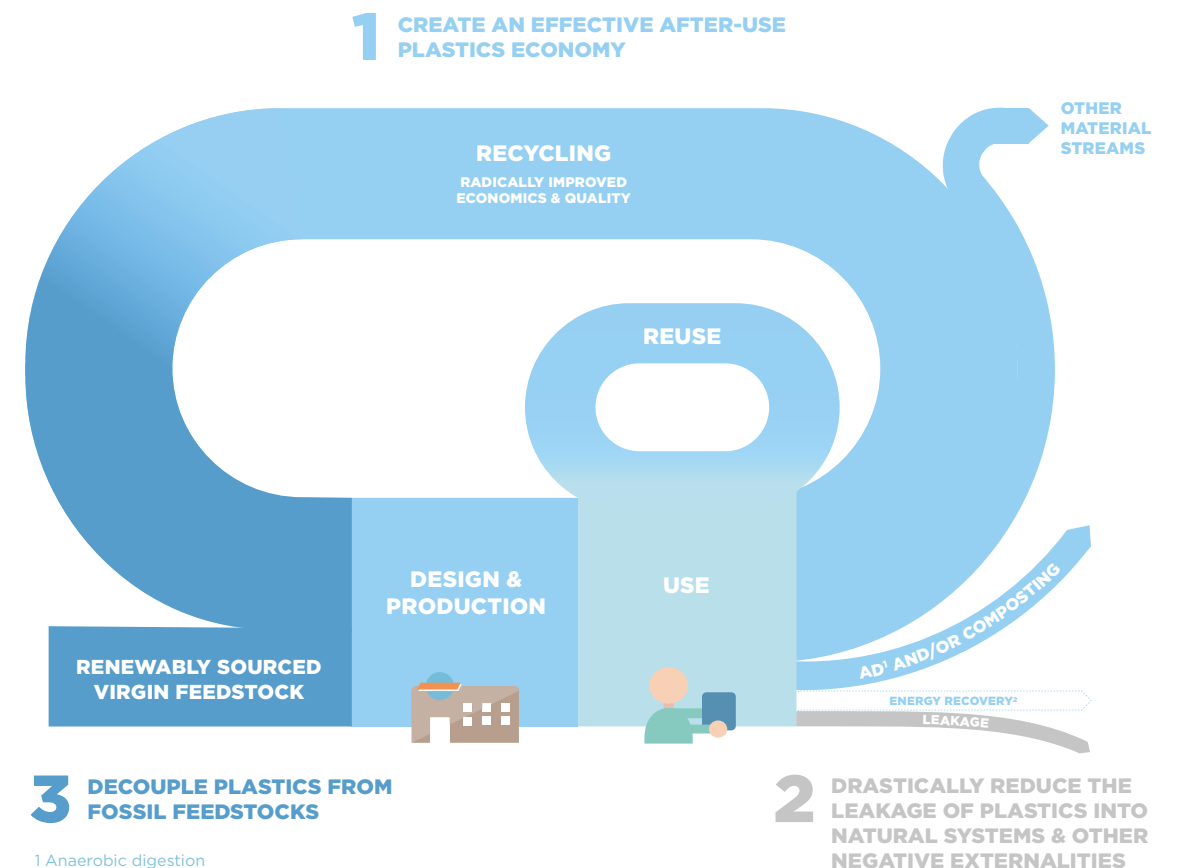 1 CREATE AN EFFECTIVE AFTER-USE
PLASTICS ECONOMY
OTHER
MATERIAL
STREAMS
RECYCLING
RADICALLY IMPROVED
ECONOMICS & QUALITY
REUSE
DESIGN &
PRODUCTION
USE
AD¹ AND/OR COMPOSTING
RENEWABLY SOURCED
VIRGIN FEEDSTOCK
ENERGY RECOVERY²
LEAKAGE
3 DECOUPLE PLASTICS FROM
FOSSIL FEEDSTOCKS
2 DRASTICALLY REDUCE THE
LEAKAGE OF PLASTICS INTO
NATURAL SYSTEMS & OTHER
NEGATIVE EXTERNALITIES
1 Anaerobic digestion